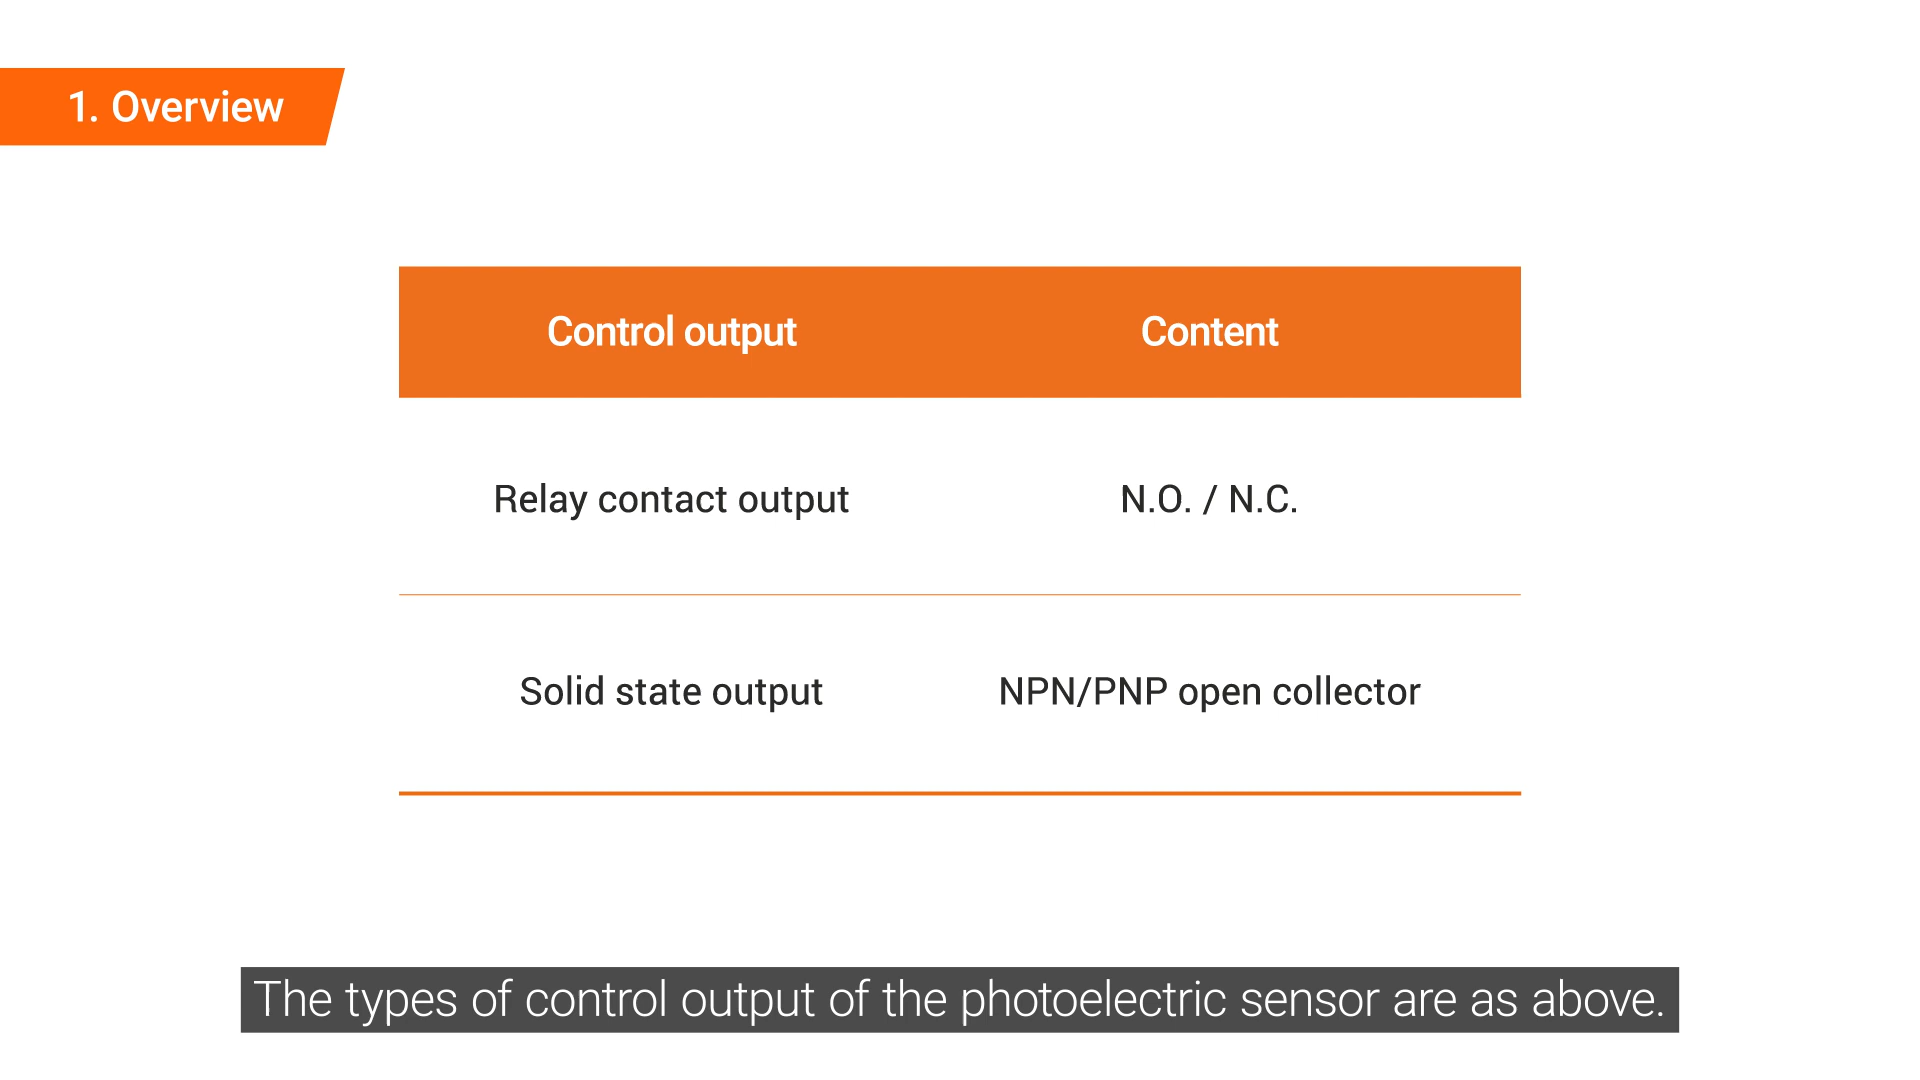 1. Overview
Control output Content
Relay contact output N.O. / N.C.
Solid state output NPN/PNP open collector
The types of control output of the photoelectric sensor are as above.